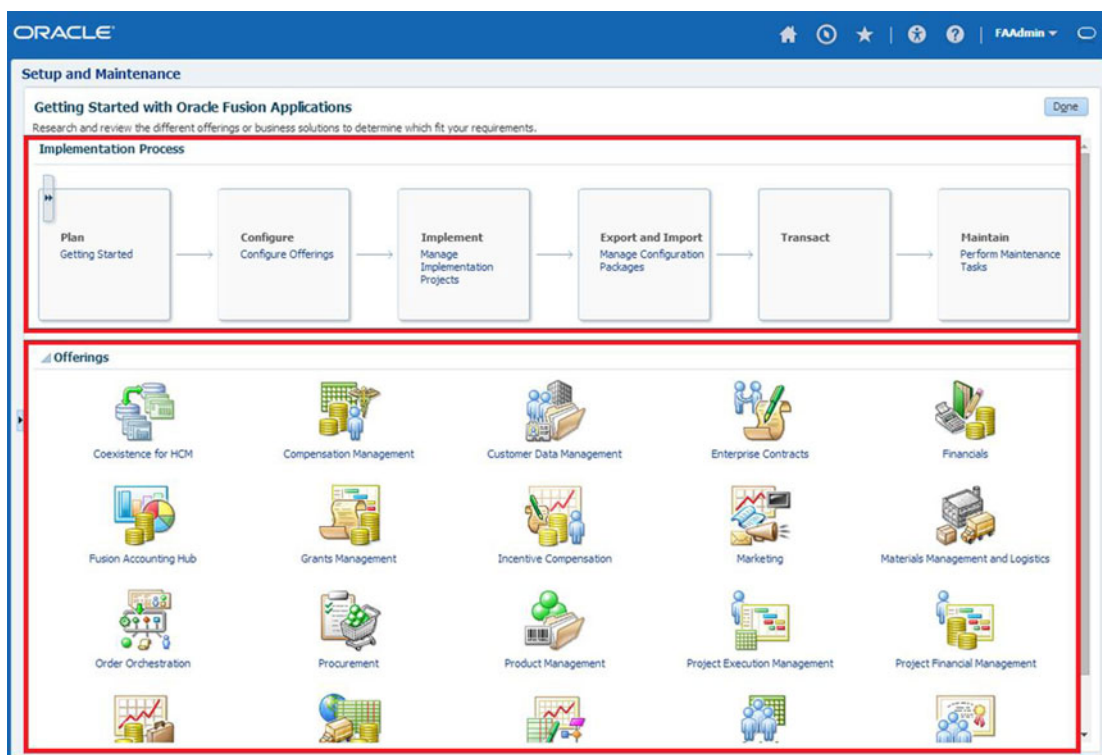 ORACLE
FAAdmin
Setup and Maintenance
Getting Started with Oracle Fusion Applications
Done
Research and review the different offerings or business solutions to determine which fit your requirements.
Implementation Process
Plan
Getting Started
Configure
Configure Offerings
Implement
Manage
Implementation
Projects
Export and Import
Manage Configuration
Packages
Transact
Maintain
Perform Maintenance
Tasks
Offerings
Coexistence for HCM
Compensation Management
Customer Data Management
Enterprise Contracts
Financials
Fusion Accounting Hub
Grants Management
Incentive Compensation
Marketing
Materials Management and Logistics
Order Orchestration
Procurement
Product Management
Project Execution Management
Project Financial Management